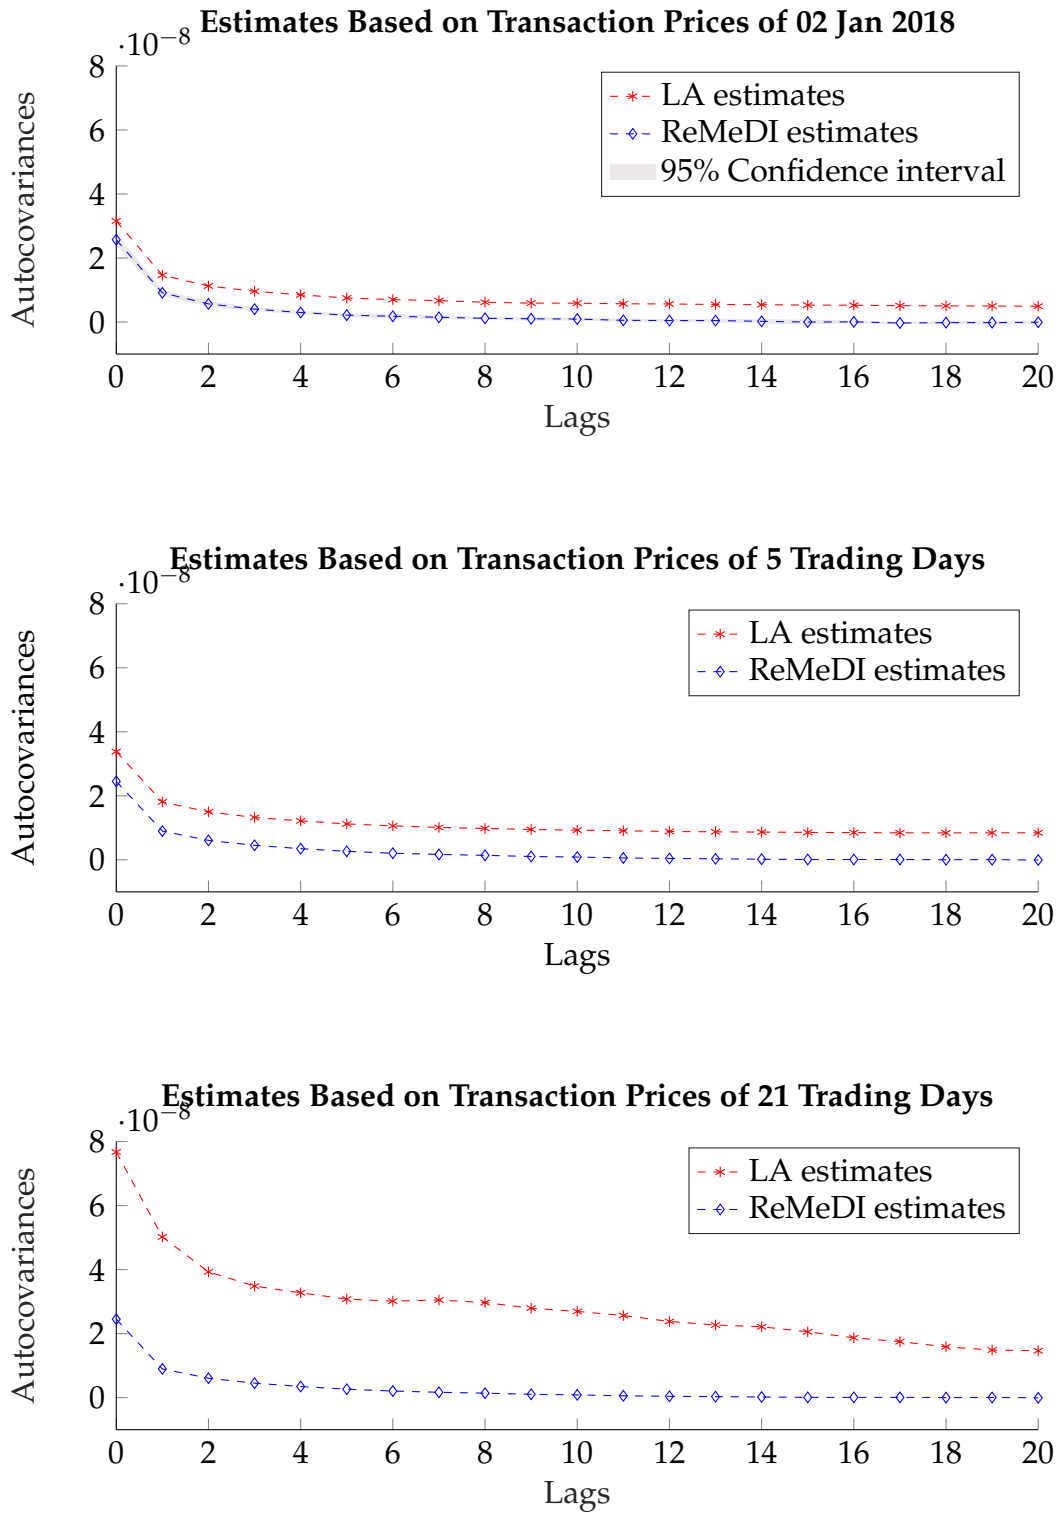 Estimates Based on Transaction Prices of 02 Jan 2018
·10⁻⁸
8
6
4
2
0
Autocovariances
LA estimates
ReMeDI estimates
95% Confidence interval
0 2 4 6 8 10 12 14 16 18 20
Lags
Estimates Based on Transaction Prices of 5 Trading Days
·10⁻⁸
8
6
4
2
0
Autocovariances
LA estimates
ReMeDI estimates
0 2 4 6 8 10 12 14 16 18 20
Lags
Estimates Based on Transaction Prices of 21 Trading Days
·10⁻⁸
8
6
4
2
0
Autocovariances
LA estimates
ReMeDI estimates
0 2 4 6 8 10 12 14 16 18 20
Lags